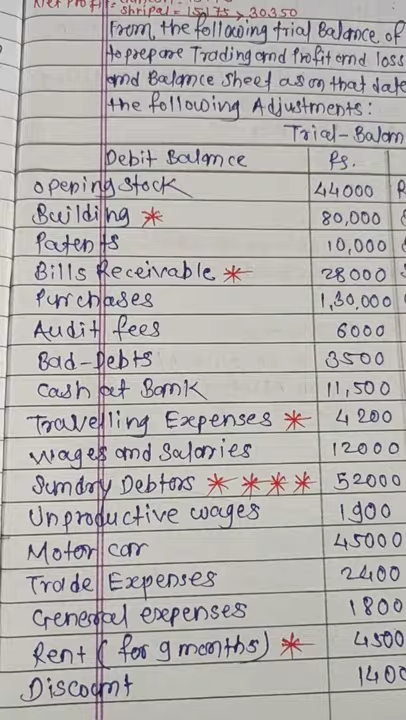 Shripal = 15175 > 30350
From, the following trial Balance of
to prepare Trading and Profit and loss
and Balance Sheet as on that date
the following Adjustments:
Trial-Balan
Debit Balance Rs.
opening stock 44000
Building * 80,000
Patents 10,000
Bills Receivable * 28000
Purchases 1,30,000
Audit fees 6000
Bad-Debts 3500
Cash at Bank 11,500
Travelling Expenses * 4200
Wages and Salaries 12000
Sundry Debtors * * * * 52000
Unproductive wages 1900
Motor car 45000
Trade Expenses 2400
General expenses 1800
Rent (for 9 months) * 4500
Discount 1400